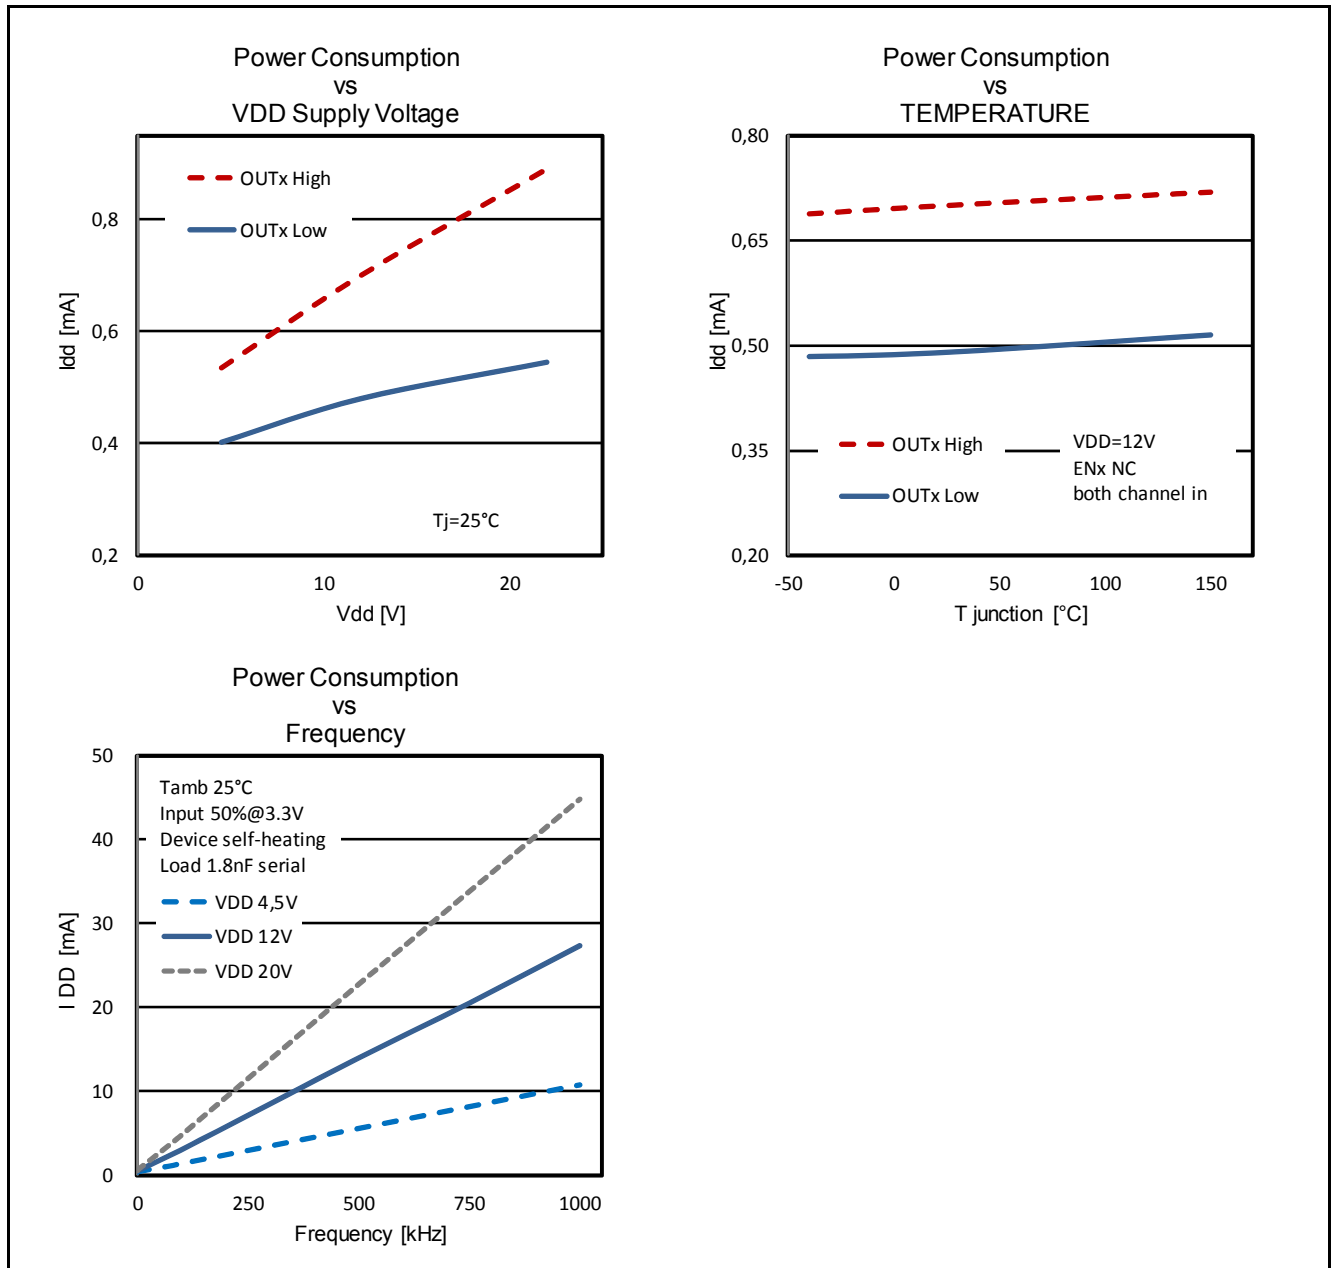 Power Consumption
vs
VDD Supply Voltage
OUTx High
OUTx Low
0,8
0,6
0,4
0,2
Idd [mA]
Tj=25°C
0 10 20
Vdd [V]
Power Consumption
vs
TEMPERATURE
0,80
0,65
0,50
0,35
0,20
Idd [mA]
OUTx High
OUTx Low
VDD=12V
ENx NC
both channel in
-50 0 50 100 150
T junction [°C]
Power Consumption
vs
Frequency
50
40
30
20
10
0
I DD [mA]
Tamb 25°C
Input 50%@3.3V
Device self-heating
Load 1.8nF serial
VDD 4,5V
VDD 12V
VDD 20V
0 250 500 750 1000
Frequency [kHz]